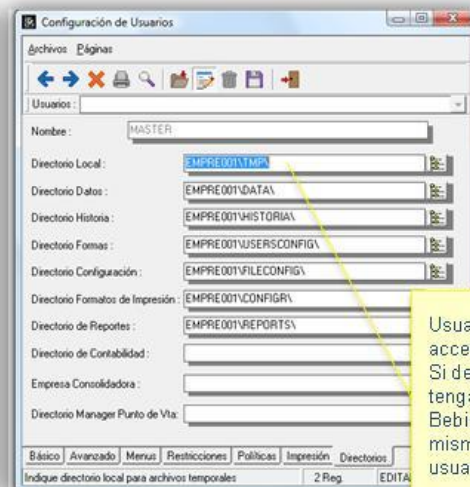 Configuración de Usuarios
Archivos Páginas
Usuarios :
Nombre : MASTER
Directorio Local : EMPRE001\TMP\
Directorio Datos : EMPRE001\DATA\
Directorio Historia : EMPRE001\HISTORIA\
Directorio Formas : EMPRE001\USERSCONFIG\
Directorio Configuración : EMPRE001\FILECONFIG\
Directorio Formatos de Impresión : EMPRE001\CONFIGR\
Directorio de Reportes : EMPRE001\REPORTS\
Directorio de Contabilidad :
Empresa Consolidadora :
Directorio Manager Punto de Vta:
Usua
acce
Si de
tenga
Bebi
mism
usua
Básico Avanzado Menus Restricciones Políticas Impresión Directorios
Indique directorio local para archivos temporales 2 Reg. EDITA